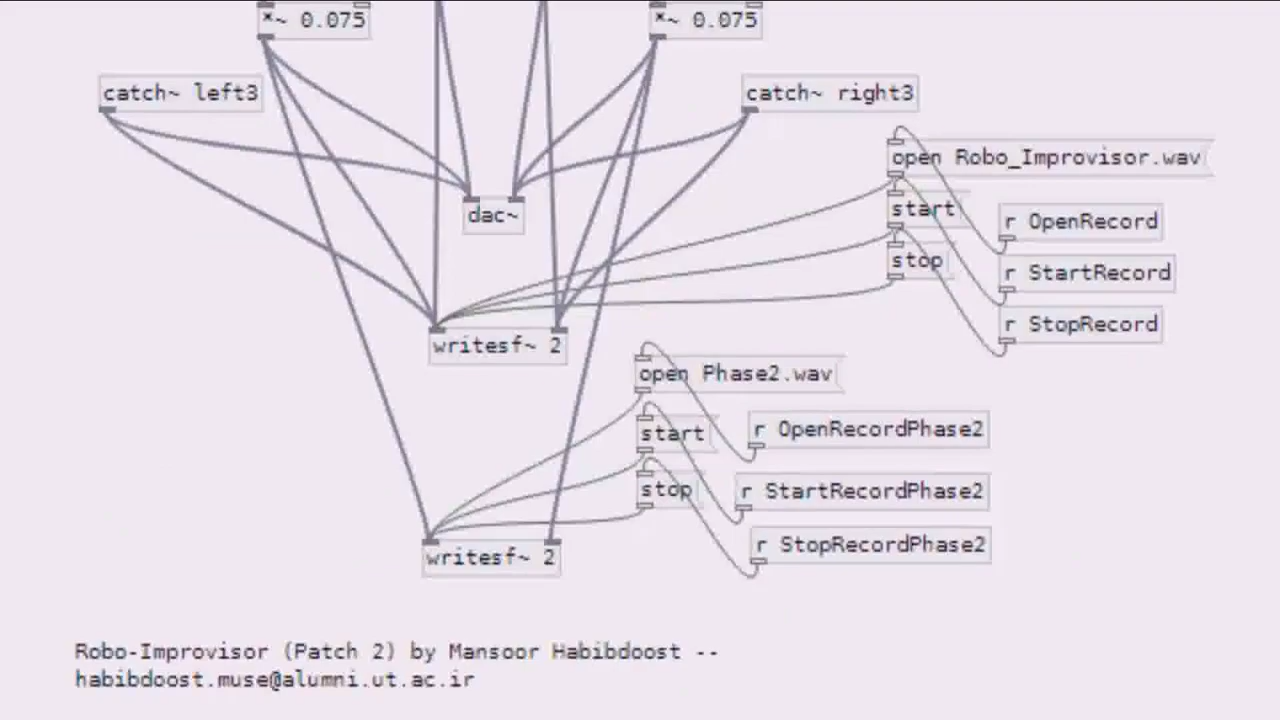 *~ 0.075
*~ 0.075
catch~ left3
catch~ right3
open Robo_Improvisor.wav
dac~
start
r OpenRecord
stop
r StartRecord
r StopRecord
writesf~ 2
open Phase2.wav
start
r OpenRecordPhase2
stop
r StartRecordPhase2
r StopRecordPhase2
writesf~ 2
Robo-Improvisor (Patch 2) by Mansoor Habibdoost --
habibdoost.muse@alumni.ut.ac.ir